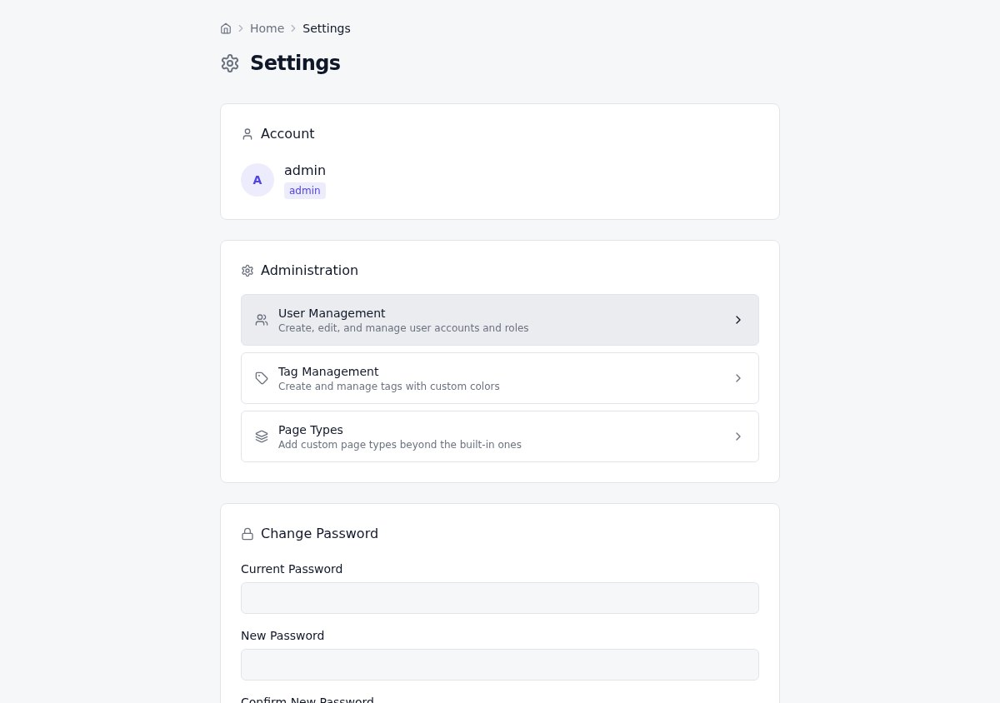 Home Settings
Settings
Account
A
admin
admin
Administration
User Management
Create, edit, and manage user accounts and roles
Tag Management
Create and manage tags with custom colors
Page Types
Add custom page types beyond the built-in ones
Change Password
Current Password
New Password
Confirm New Password